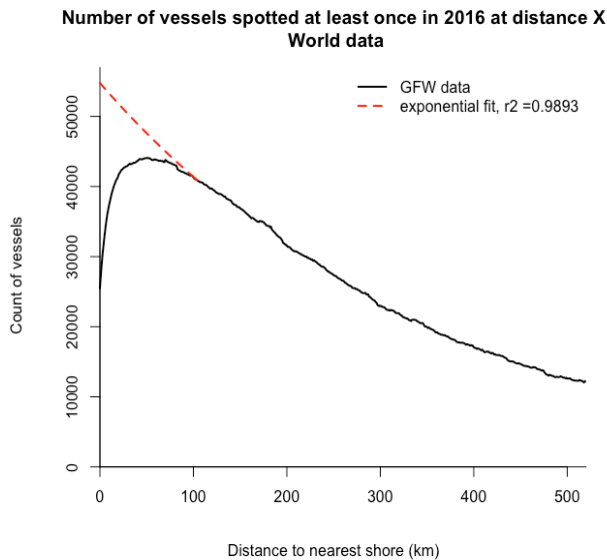 Number of vessels spotted at least once in 2016 at distance X
World data
GFW data
exponential fit, r2 =0.9893
Count of vessels
50000
40000
30000
20000
10000
0
0 100 200 300 400 500
Distance to nearest shore (km)